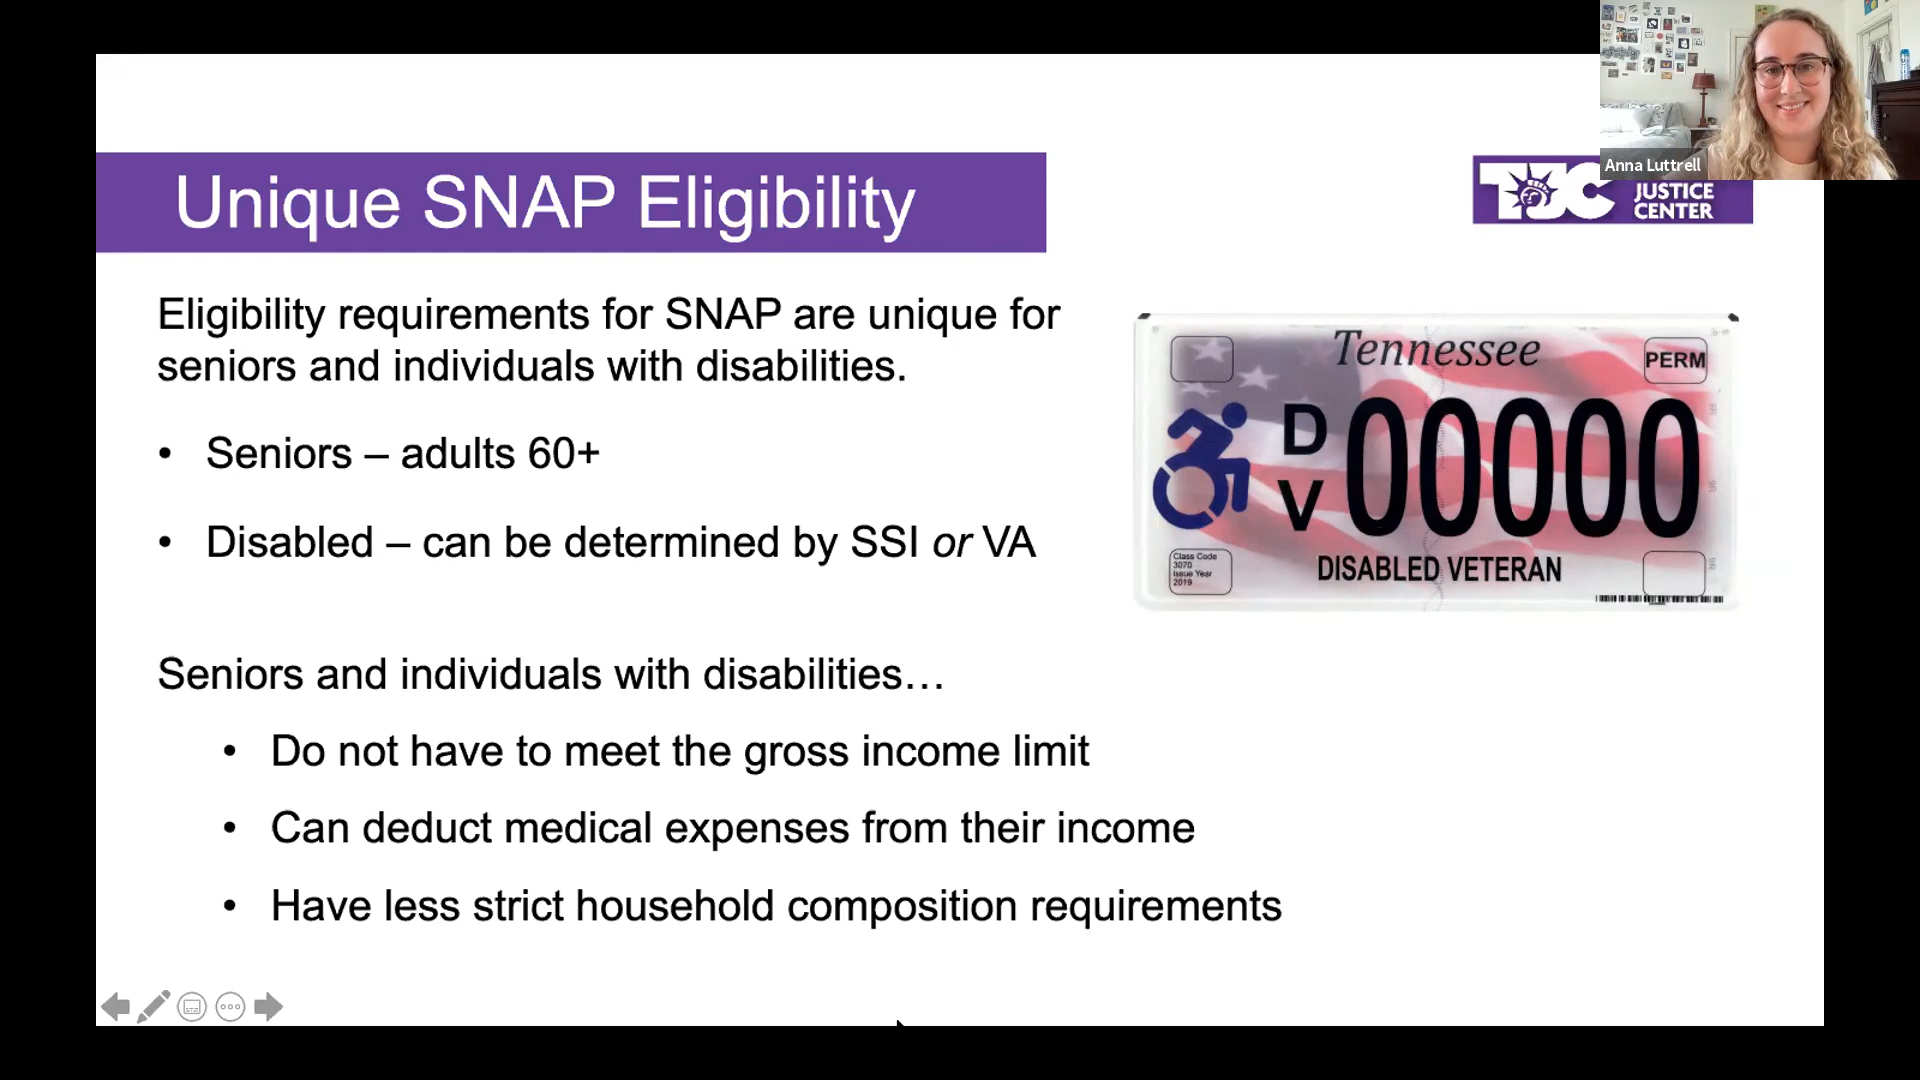 Unique SNAP Eligibility
TJC
JUSTICE
CENTER
Anna Luttrell
Eligibility requirements for SNAP are unique for
seniors and individuals with disabilities.
• Seniors – adults 60+
• Disabled – can be determined by SSI or VA
Tennessee
PERM
DV 00000
Class Code
3070
Issue Year
2019
DISABLED VETERAN
Seniors and individuals with disabilities…
• Do not have to meet the gross income limit
• Can deduct medical expenses from their income
• Have less strict household composition requirements